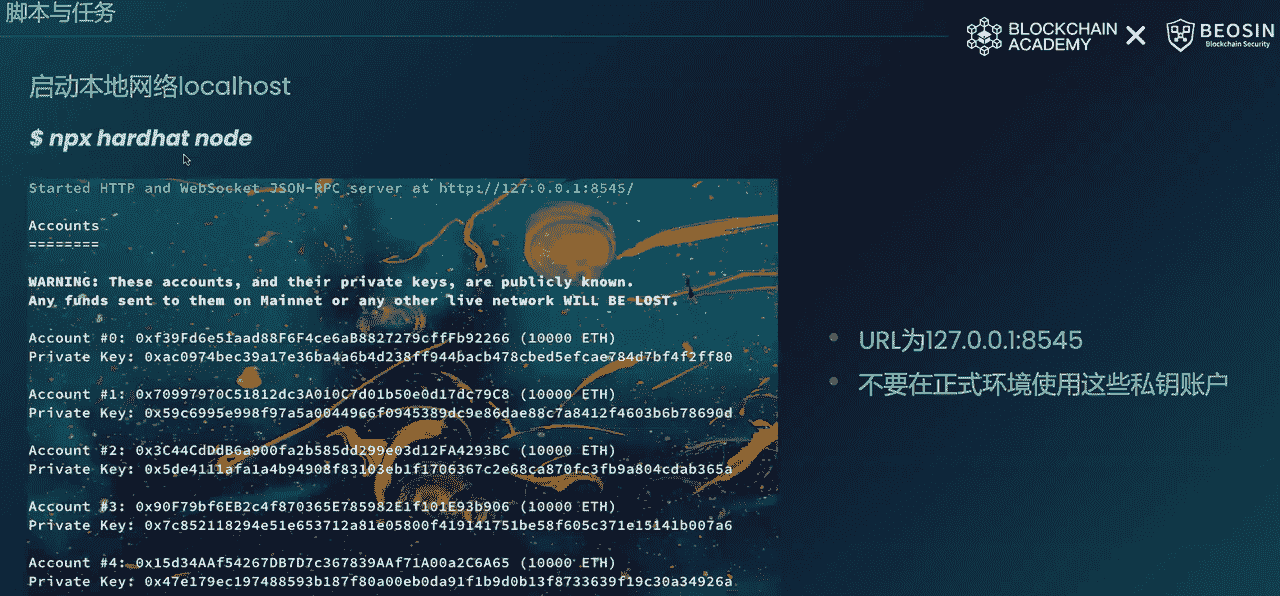 脚本与任务
BLOCKCHAIN
ACADEMY
BEOSIN
Blockchain Security
启动本地网络localhost
$ npx hardhat node
Started HTTP and WebSocket JSON-RPC server at http://127.0.0.1:8545/
Accounts
========
WARNING: These accounts, and their private keys, are publicly known.
Any funds sent to them on Mainnet or any other live network WILL BE LOST.
Account #0: 0xf39Fd6e51aad88F6F4ce6aB8827279cffFb92266 (10000 ETH)
Private Key: 0xac0974bec39a17e36ba4a6b4d238ff944bacb478cbed5efcae784d7bf4f2ff80
Account #1: 0x70997970C51812dc3A010C7d01b50e0d17dc79C8 (10000 ETH)
Private Key: 0x59c6995e998f97a5a0044966f0945389dc9e86dae88c7a8412f4603b6b78690d
Account #2: 0x3C44CdDdB6a900fa2b585dd299e03d12FA4293BC (10000 ETH)
Private Key: 0x5de4111afa1a4b94908f83103eb1f1706367c2e68ca870fc3fb9a804cdab365a
Account #3: 0x90F79bf6EB2c4f870365E785982E1f101E93b906 (10000 ETH)
Private Key: 0x7c852118294e51e653712a81e05800f419141751be58f605c371e15141b007a6
Account #4: 0x15d34AAf54267DB7D7c367839AAf71A00a2C6A65 (10000 ETH)
Private Key: 0x47e179ec197488593b187f80a00eb0da91f1b9d0b13f8733639f19c30a34926a
URL为127.0.0.1:8545
不要在正式环境使用这些私钥账户